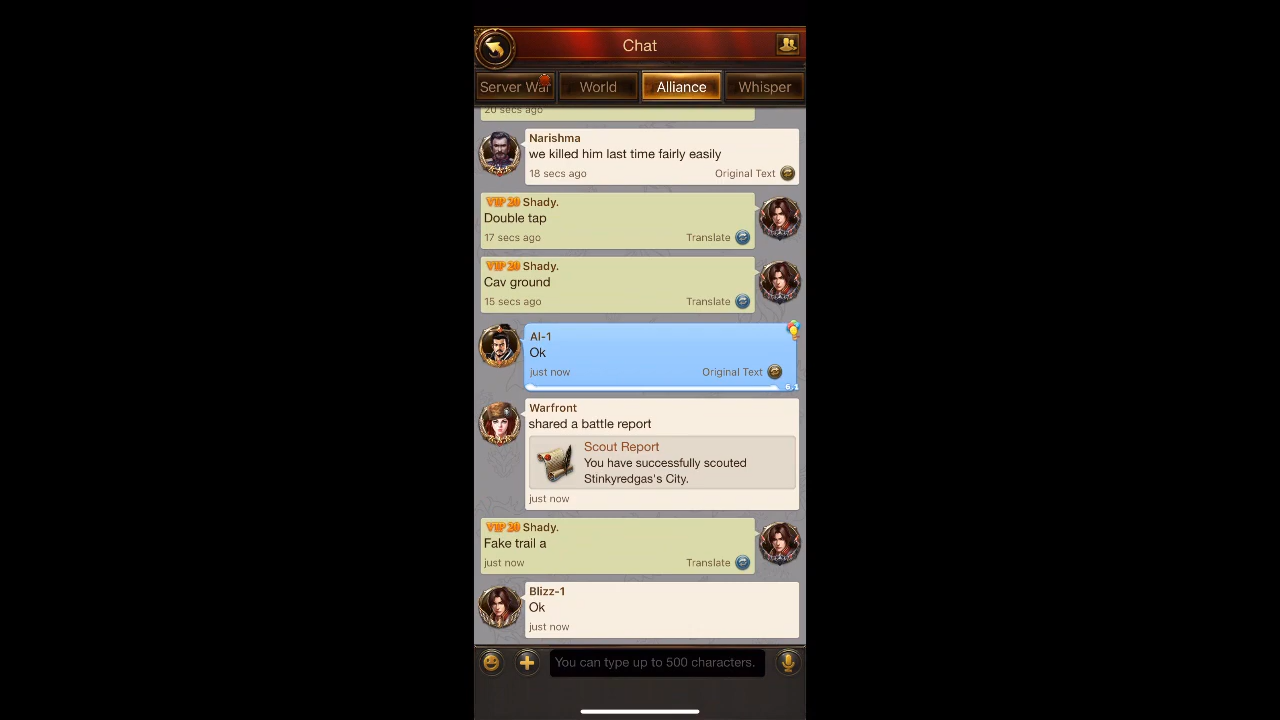 Chat
Server War
World
Alliance
Whisper
20 secs ago
Narishma
we killed him last time fairly easily
18 secs ago
Original Text
VIP 20 Shady.
Double tap
17 secs ago
Translate
VIP 20 Shady.
Cav ground
15 secs ago
Translate
AI-1
Ok
just now
Original Text
6.1
Warfront
shared a battle report
Scout Report
You have successfully scouted
Stinkyredgas's City.
just now
VIP 20 Shady.
Fake trail a
just now
Translate
Blizz-1
Ok
just now
You can type up to 500 characters.